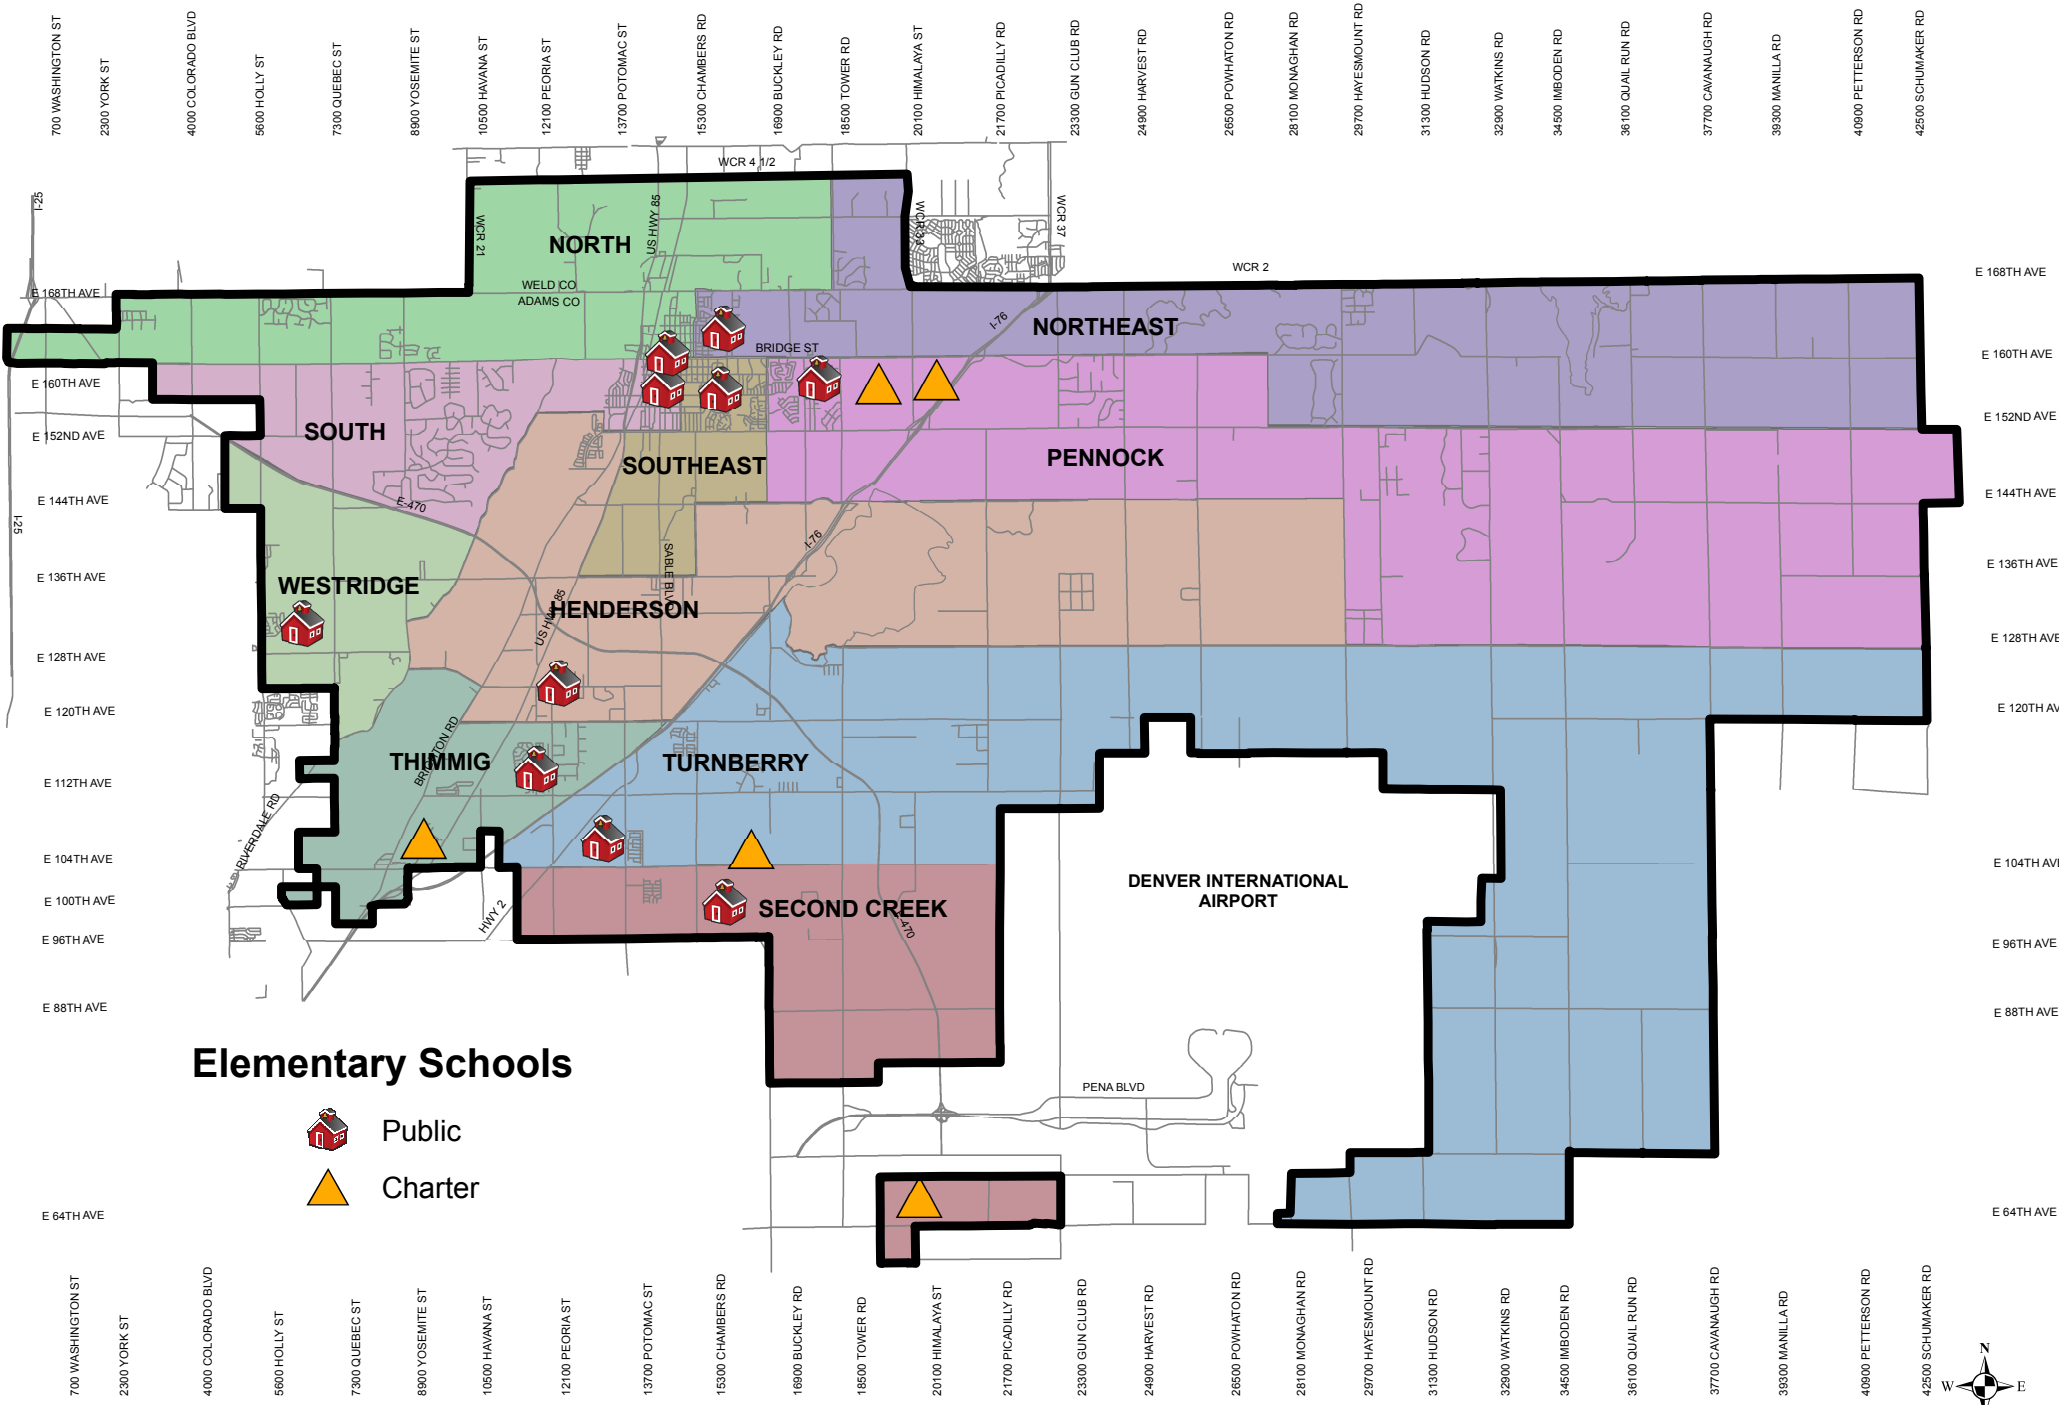 700 WASHINGTON ST
2300 YORK ST
4000 COLORADO BLVD
5600 HOLLY ST
7300 QUEBEC ST
8900 YOSEMITE ST
10500 HAVANA ST
12100 PEORIA ST
13700 POTOMAC ST
15300 CHAMBERS RD
16900 BUCKLEY RD
18500 TOWER RD
20100 HIMALAYA ST
21700 PICADILLY RD
23300 GUN CLUB RD
24900 HARVEST RD
26500 POWHATON RD
28100 MONAGHAN RD
29700 HAYESMOUNT RD
31300 HUDSON RD
32900 WATKINS RD
34500 IMBODEN RD
36100 QUAIL RUN RD
37700 CAVANAUGH RD
39300 MANILLA RD
40900 PETTERSON RD
42500 SCHUMAKER RD
WCR 4 1/2
I-25
WCR 21
US HWY 85
WCR 33
WCR 37
NORTH
WCR 2
E 168TH AVE
E 168TH AVE
WELD CO
ADAMS CO
I-76
NORTHEAST
BRIDGE ST
E 160TH AVE
E 160TH AVE
E 152ND AVE
E 152ND AVE
SOUTH
SOUTHEAST
PENNOCK
E 144TH AVE
E 144TH AVE
E-470
I-25
I-76
SABLE BLVD
E 136TH AVE
E 136TH AVE
WESTRIDGE
HENDERSON
US HWY 85
E 128TH AVE
E 128TH AVE
E 120TH AVE
E 120TH AV
BRIGHTON RD
THIMMIG
TURNBERRY
E 112TH AVE
E 112TH AVE
RIVERDALE RD
E 104TH AVE
E 104TH AVE
DENVER INTERNATIONAL
AIRPORT
E 100TH AVE
HWY 2
SECOND CREEK
E-470
E 96TH AVE
E 96TH AVE
E 88TH AVE
E 88TH AVE
Elementary Schools
PENA BLVD
Public
Charter
E 64TH AVE
E 64TH AVE
700 WASHINGTON ST
2300 YORK ST
4000 COLORADO BLVD
5600 HOLLY ST
7300 QUEBEC ST
8900 YOSEMITE ST
10500 HAVANA ST
12100 PEORIA ST
13700 POTOMAC ST
15300 CHAMBERS RD
16900 BUCKLEY RD
18500 TOWER RD
20100 HIMALAYA ST
21700 PICADILLY RD
23300 GUN CLUB RD
24900 HARVEST RD
26500 POWHATON RD
28100 MONAGHAN RD
29700 HAYESMOUNT RD
31300 HUDSON RD
32900 WATKINS RD
34500 IMBODEN RD
36100 QUAIL RUN RD
37700 CAVANAUGH RD
39300 MANILLA RD
40900 PETTERSON RD
42500 SCHUMAKER RD
N
W E